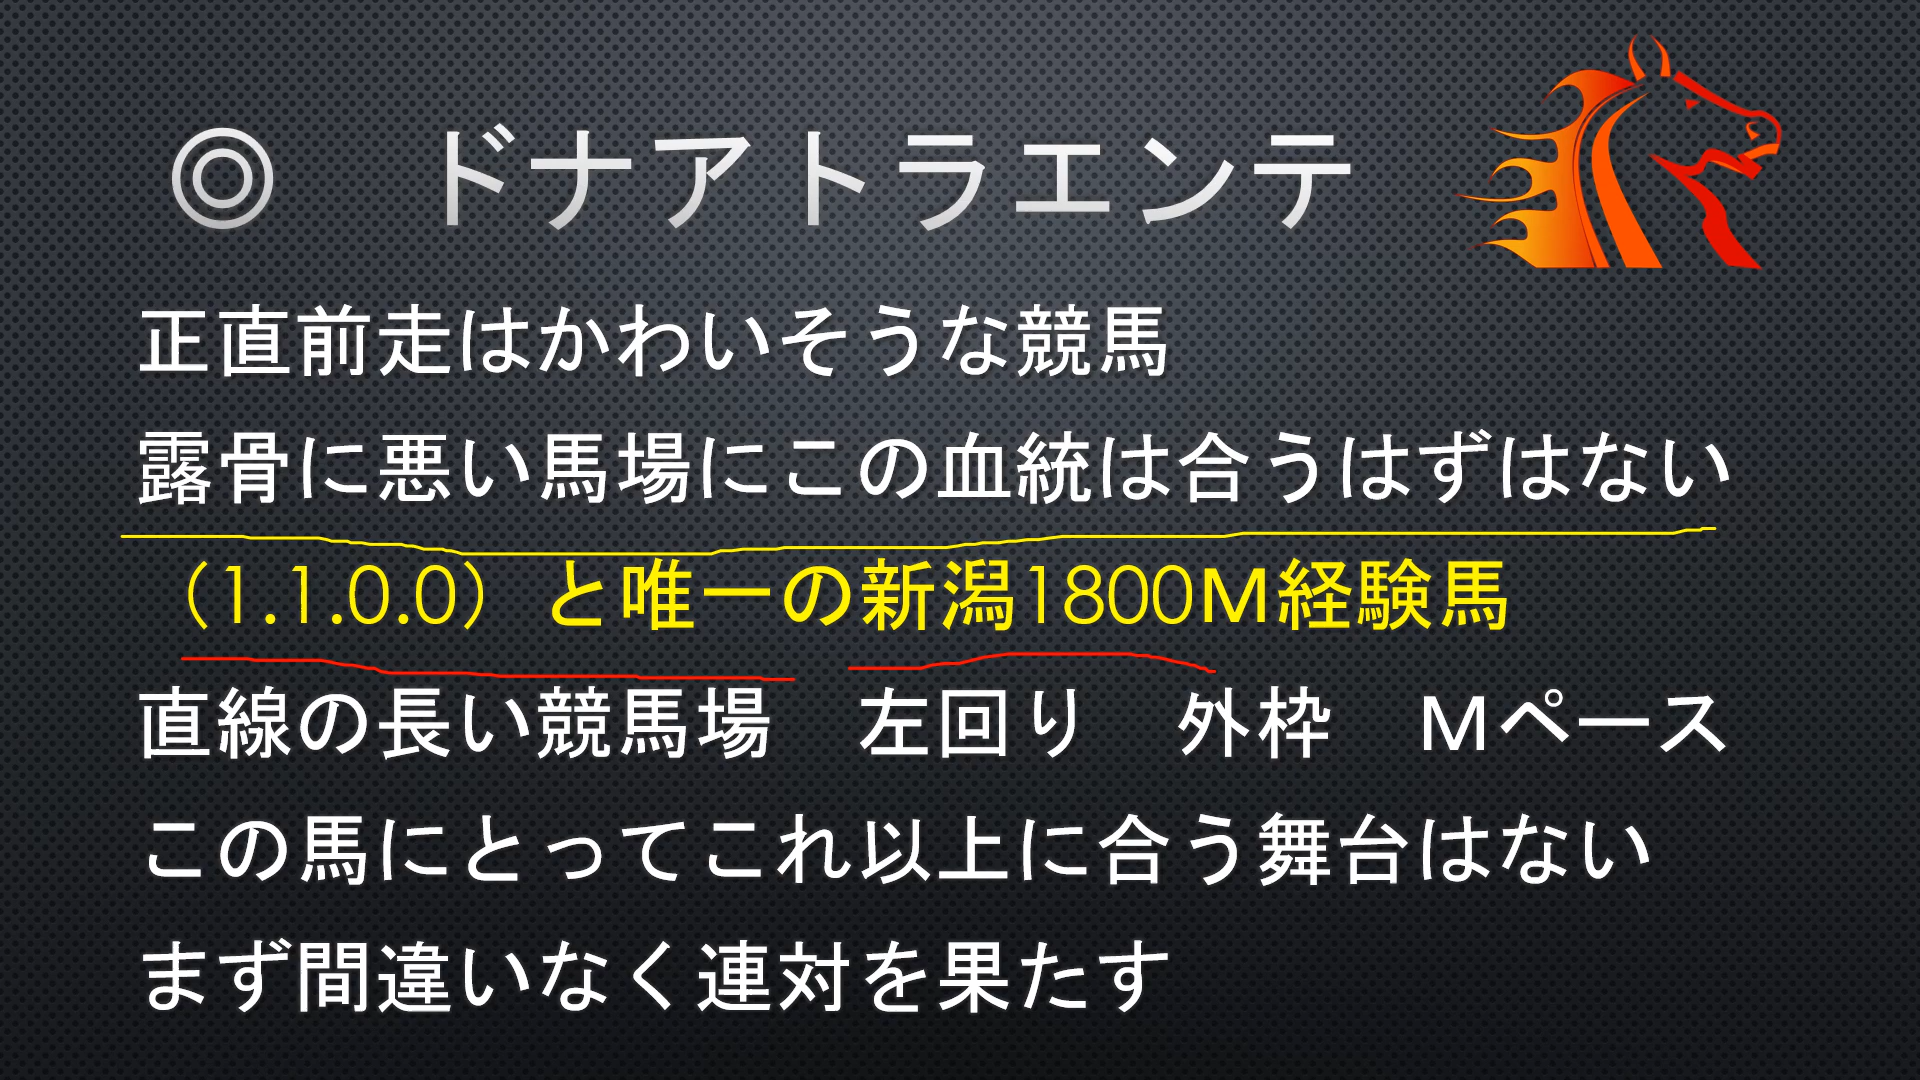 ◎　ドナアトラエンテ
正直前走はかわいそうな競馬
露骨に悪い馬場にこの血統は合うはずはない
（1.1.0.0）と唯一の新潟1800M経験馬
直線の長い競馬場　左回り　外枠　Mペース
この馬にとってこれ以上に合う舞台はない
まず間違いなく連対を果たす